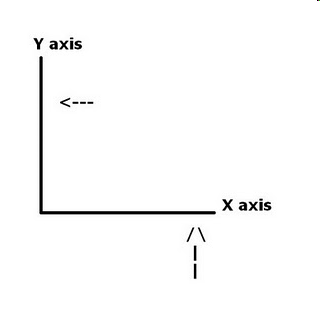 Y axis
<---
X axis
/\
|
|